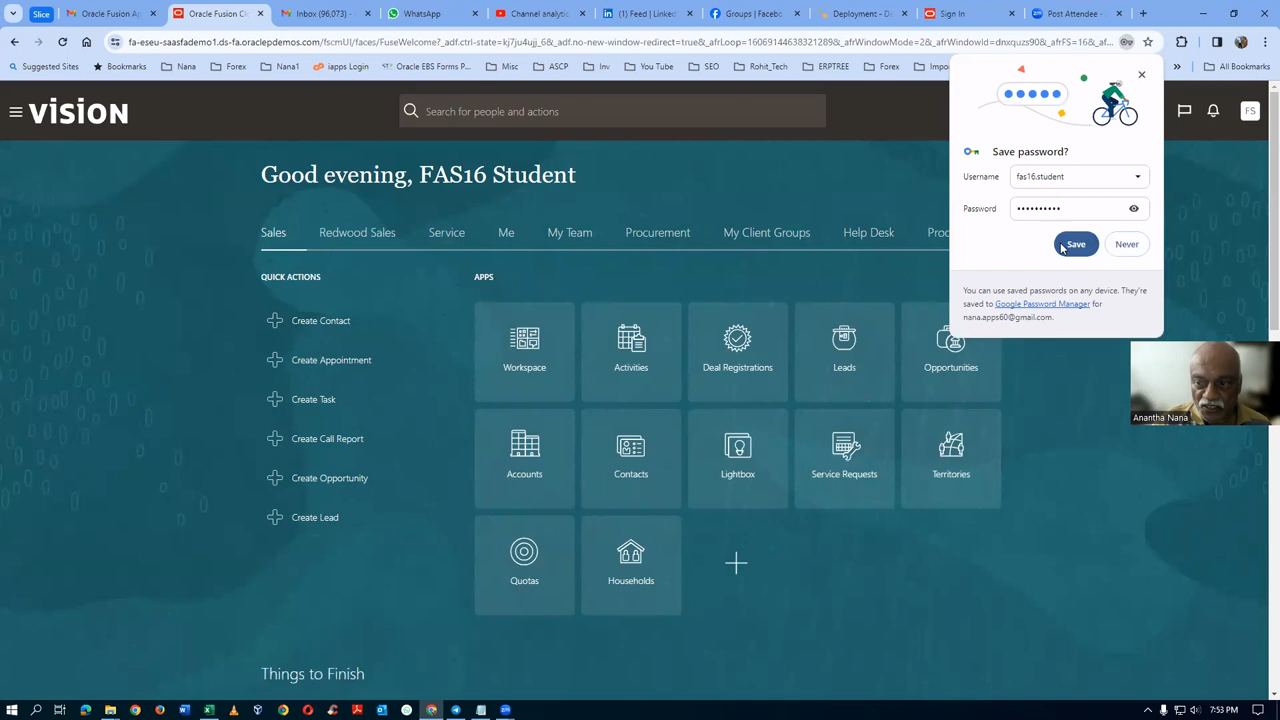 Slice
Oracle Fusion Ap
Oracle Fusion Cl
Inbox (96,073) -
WhatsApp
Channel analytic
(1) Feed | Linked
Groups | Facebo
Deployment - De
Sign In
Post Attendee -
fa-eseu-saasfademo1.ds-fa.oraclepdemos.com/fscmUI/faces/FuseWelcome?_adf.ctrl-state=kj7ju4ujj_6&_adf.no-new-window-redirect=true&_afrLoop=16069144638321289&_afrWindowMode=2&_afrWindowId=dnxquzs90&_afrFS=16&_af...
Suggested Sites
Bookmarks
Nana
Forex
Nana1
iapps Login
Oracle EBS Forms P...
Misc
ASCP
Inv
You Tube
Rohit_Tech
EBS
ERPTREE
Forex
Impor
»
All Bookmarks
vision
Search for people and actions
FS
Good evening, FAS16 Student
Sales
Redwood Sales
Service
Me
My Team
Procurement
My Client Groups
Help Desk
Proc
QUICK ACTIONS
Create Contact
Create Appointment
Create Task
Create Call Report
Create Opportunity
Create Lead
APPS
Workspace
Activities
Deal Registrations
Leads
Opportunities
Accounts
Contacts
Lightbox
Service Requests
Territories
Quotas
Households
Things to Finish
Save password?
Username
fas16.student
Password
••••••••••
Save
Never
You can use saved passwords on any device. They're
saved to Google Password Manager for
nana.apps60@gmail.com.
Anantha Nana
7:53 PM